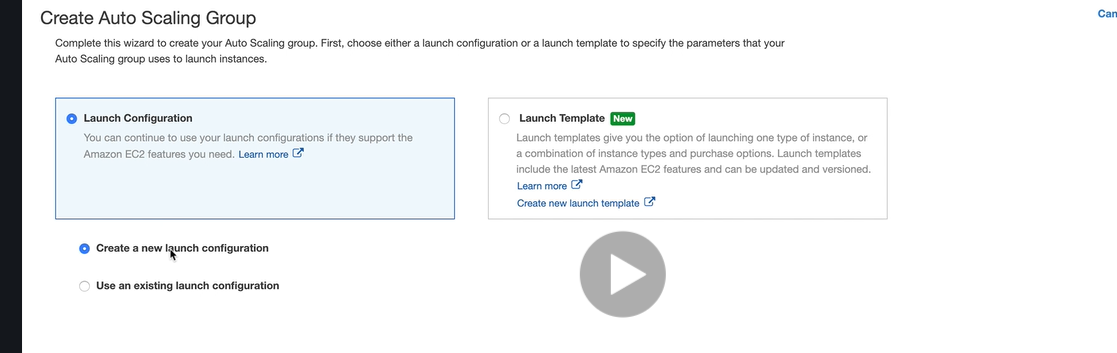 Create Auto Scaling Group
Can
Complete this wizard to create your Auto Scaling group. First, choose either a launch configuration or a launch template to specify the parameters that your
Auto Scaling group uses to launch instances.
Launch Configuration
You can continue to use your launch configurations if they support the
Amazon EC2 features you need. Learn more
Launch Template New
Launch templates give you the option of launching one type of instance, or
a combination of instance types and purchase options. Launch templates
include the latest Amazon EC2 features and can be updated and versioned.
Learn more
Create new launch template
Create a new launch configuration
Use an existing launch configuration